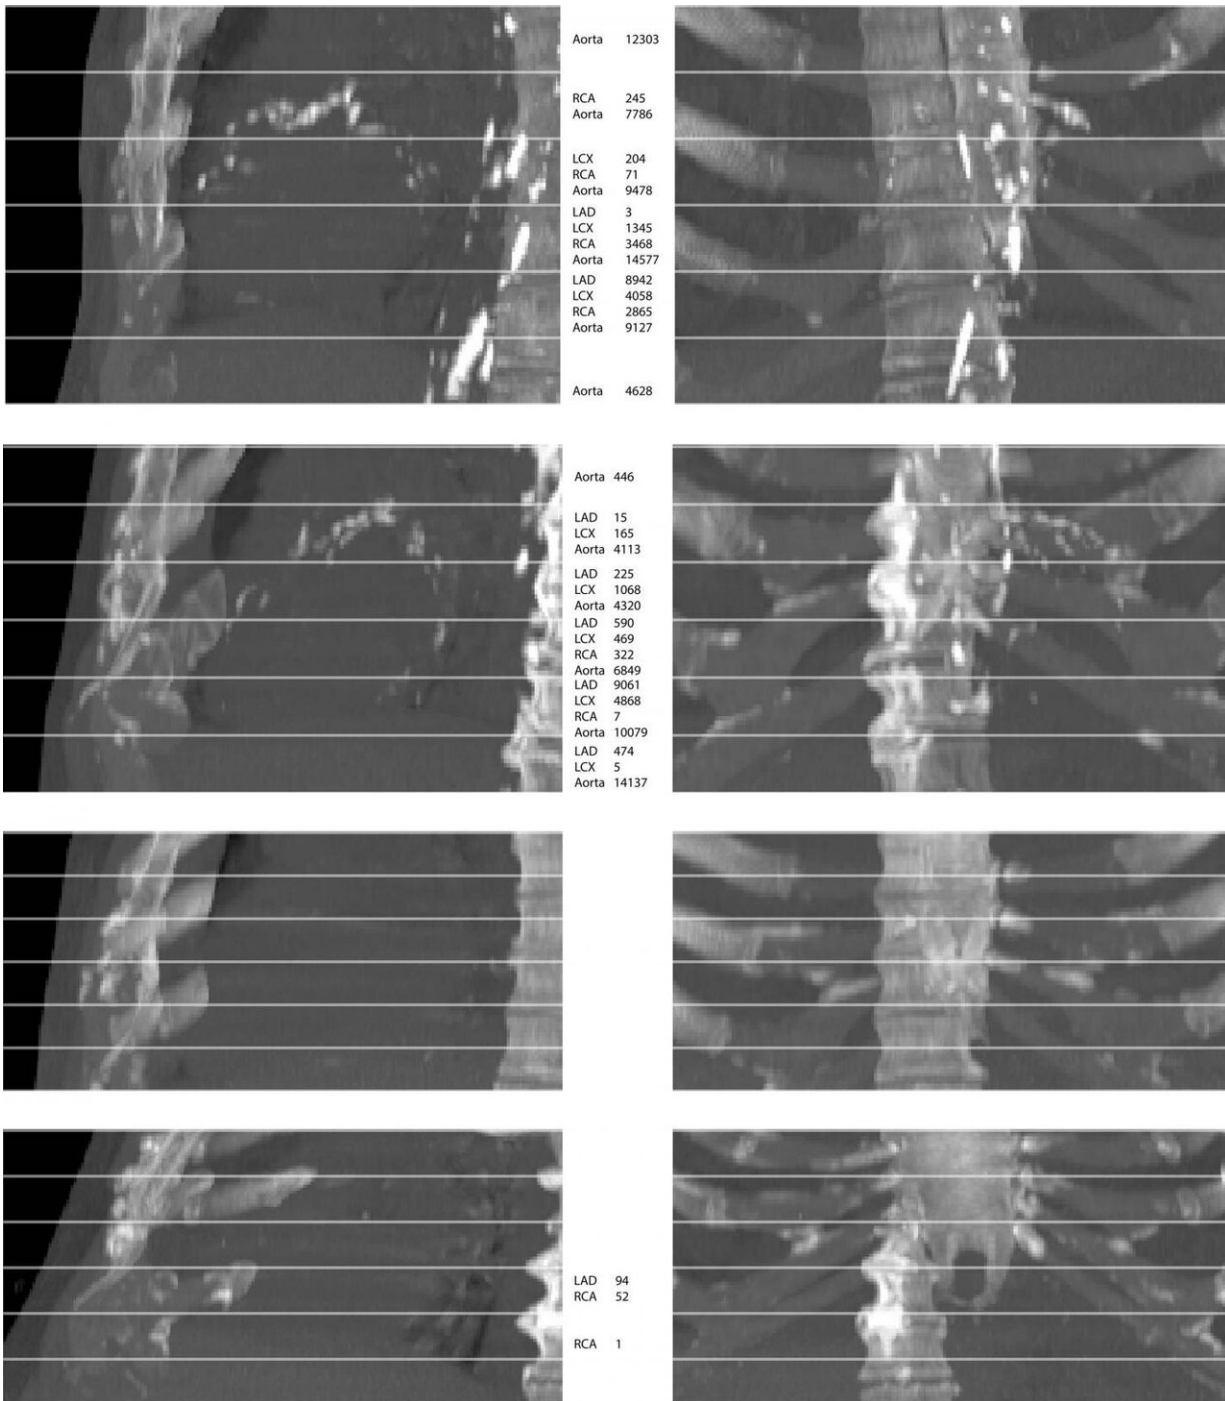 Aorta 12303
RCA 245
Aorta 7786
LCX 204
RCA 71
Aorta 9478
LAD 3
LCX 1345
RCA 3468
Aorta 14577
LAD 8942
LCX 4058
RCA 2865
Aorta 9127
Aorta 4628
Aorta 446
LAD 15
LCX 165
Aorta 4113
LAD 225
LCX 1068
Aorta 4320
LAD 590
LCX 469
RCA 322
Aorta 6849
LAD 9061
LCX 4868
RCA 7
Aorta 10079
LAD 474
LCX 5
Aorta 14137
LAD 94
RCA 52
RCA 1